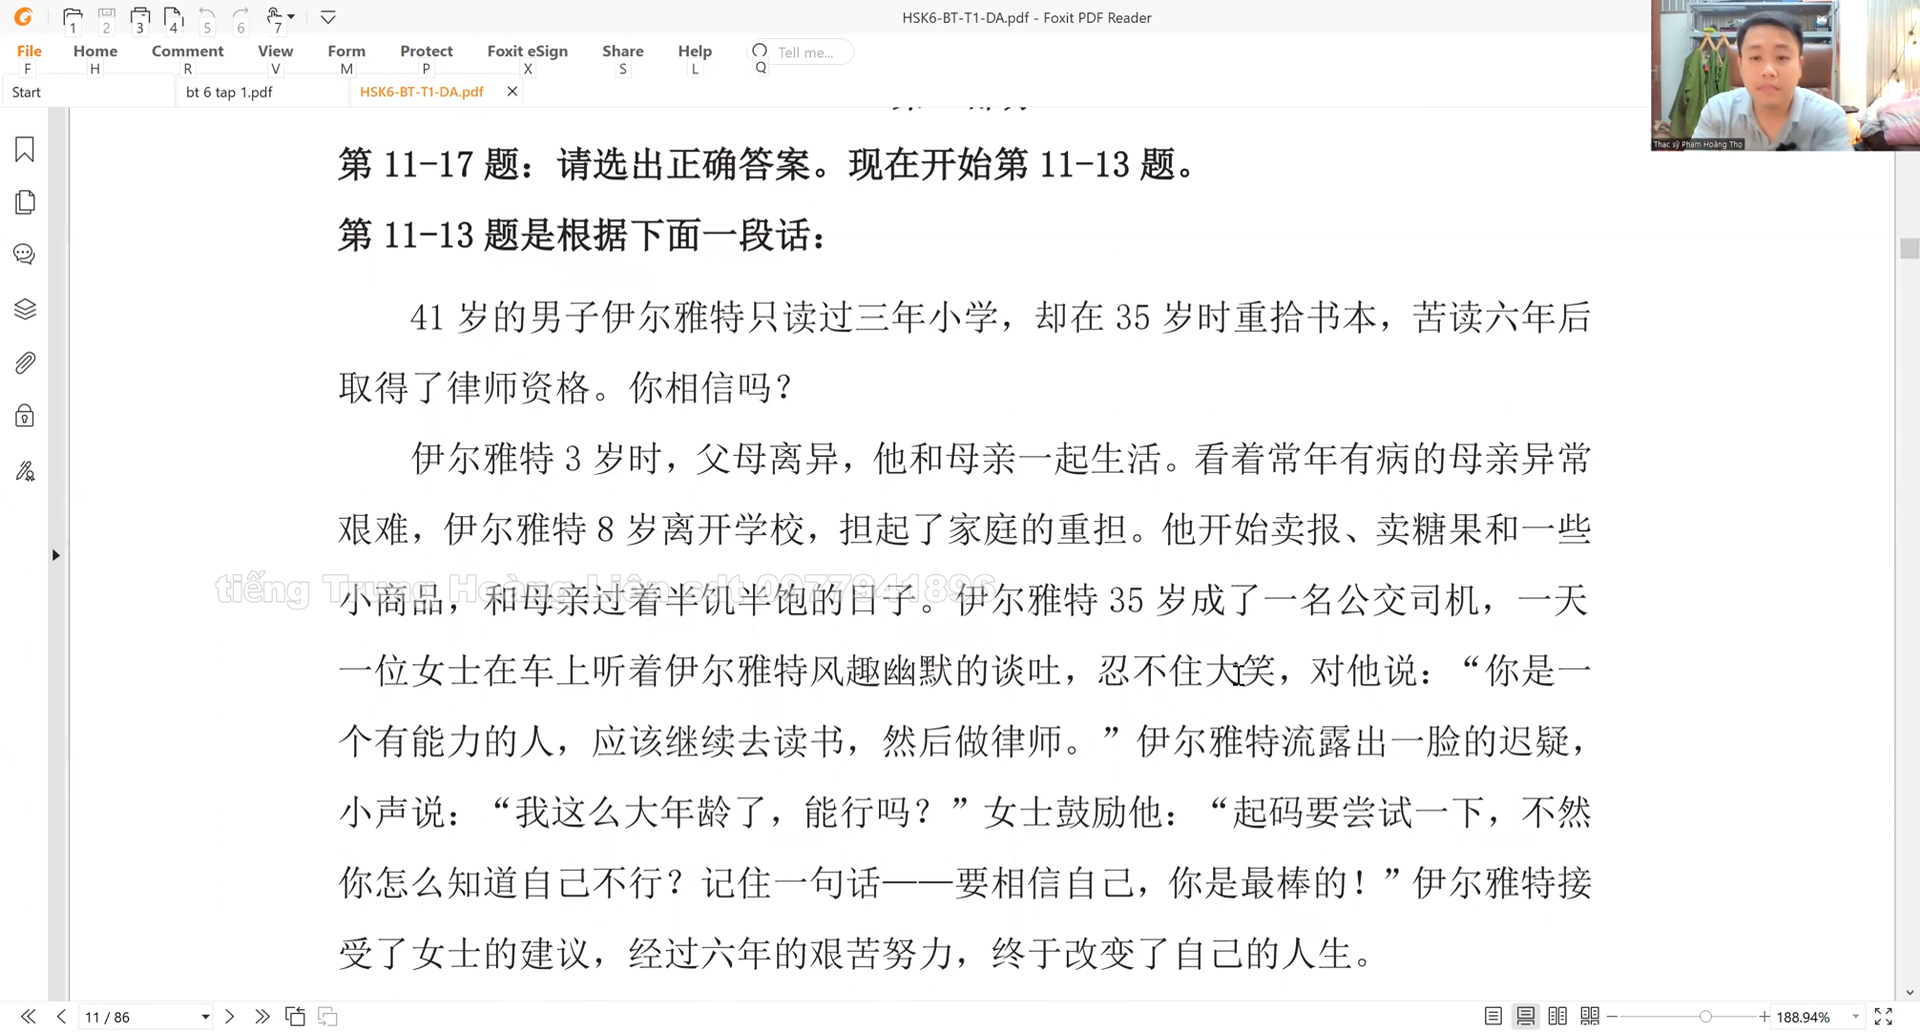 HSK6-BT-T1-DA.pdf - Foxit PDF Reader
1 2 3 4 5 6 7
File Home Comment View Form Protect Foxit eSign Share Help Tell me...
F H R V M P X S L Q
Start bt 6 tap 1.pdf HSK6-BT-T1-DA.pdf
Thạc sỹ Phạm Hoàng Thọ
第 11-17 题：请选出正确答案。现在开始第 11-13 题。
第 11-13 题是根据下面一段话：
41 岁的男子伊尔雅特只读过三年小学，却在 35 岁时重拾书本，苦读六年后
取得了律师资格。你相信吗？
伊尔雅特 3 岁时，父母离异，他和母亲一起生活。看着常年有病的母亲异常
艰难，伊尔雅特 8 岁离开学校，担起了家庭的重担。他开始卖报、卖糖果和一些
tiếng Trung Hoàng Liên sdt 0977941896
小商品，和母亲过着半饥半饱的日子。伊尔雅特 35 岁成了一名公交司机，一天
一位女士在车上听着伊尔雅特风趣幽默的谈吐，忍不住大笑，对他说：“你是一
个有能力的人，应该继续去读书，然后做律师。”伊尔雅特流露出一脸的迟疑，
小声说：“我这么大年龄了，能行吗？”女士鼓励他：“起码要尝试一下，不然
你怎么知道自己不行？记住一句话——要相信自己，你是最棒的！”伊尔雅特接
受了女士的建议，经过六年的艰苦努力，终于改变了自己的人生。
11 / 86 188.94%